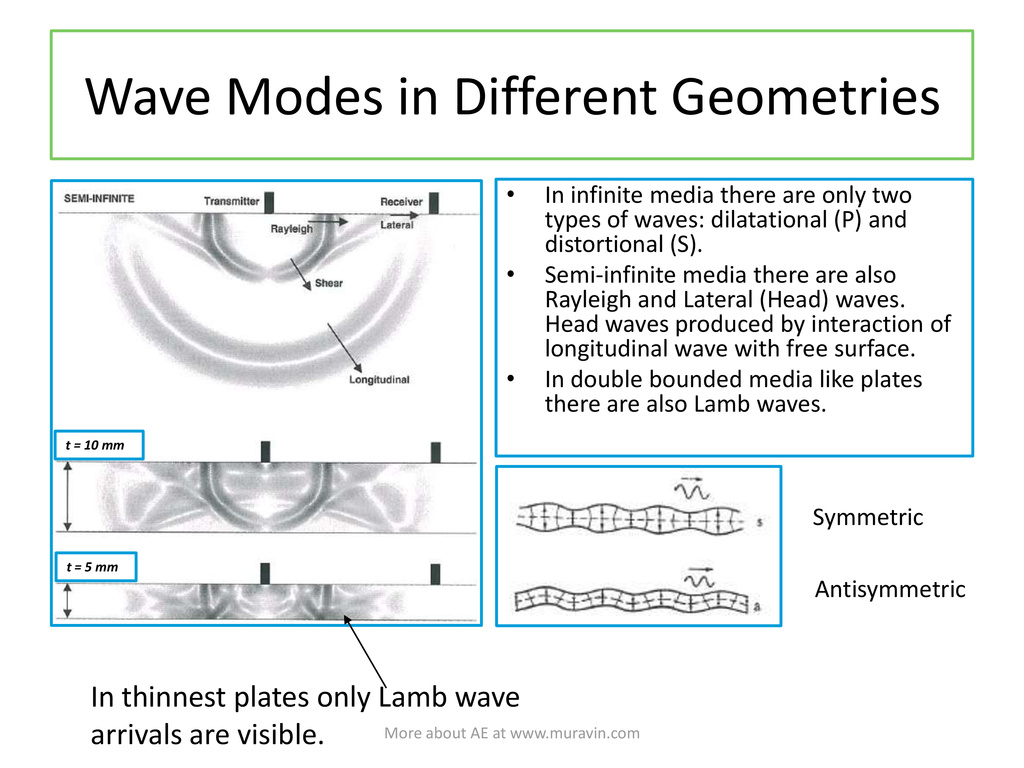 Wave Modes in Different Geometries
SEMI-INFINITE
Transmitter
Receiver
Rayleigh
Lateral
Shear
Longitudinal
t = 10 mm
t = 5 mm
• In infinite media there are only two
types of waves: dilatational (P) and
distortional (S).
• Semi-infinite media there are also
Rayleigh and Lateral (Head) waves.
Head waves produced by interaction of
longitudinal wave with free surface.
• In double bounded media like plates
there are also Lamb waves.
s
Symmetric
a
Antisymmetric
In thinnest plates only Lamb wave
arrivals are visible.
More about AE at www.muravin.com